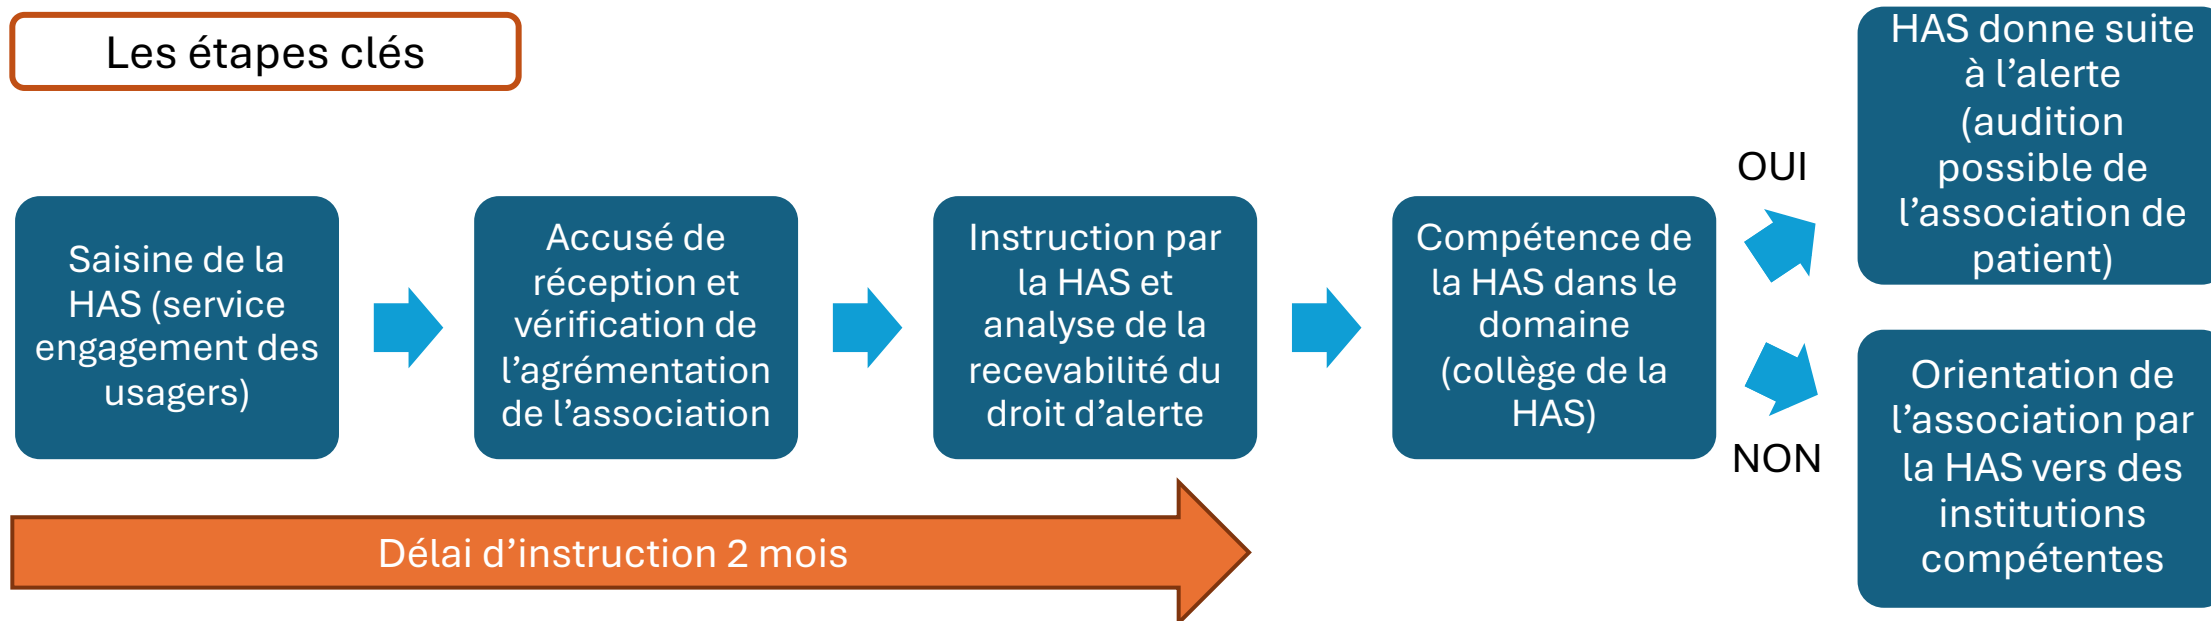 Les étapes clés
Saisine de la
HAS (service
engagement des
usagers)
Accusé de
réception et
vérification de
l’agrémentation
de l’association
Instruction par
la HAS et
analyse de la
recevabilité du
droit d’alerte
Compétence de
la HAS dans le
domaine
(collège de la
HAS)
OUI
HAS donne suite
à l’alerte
(audition
possible de
l’association de
patient)
NON
Orientation de
l’association par
la HAS vers des
institutions
compétentes
Délai d’instruction 2 mois